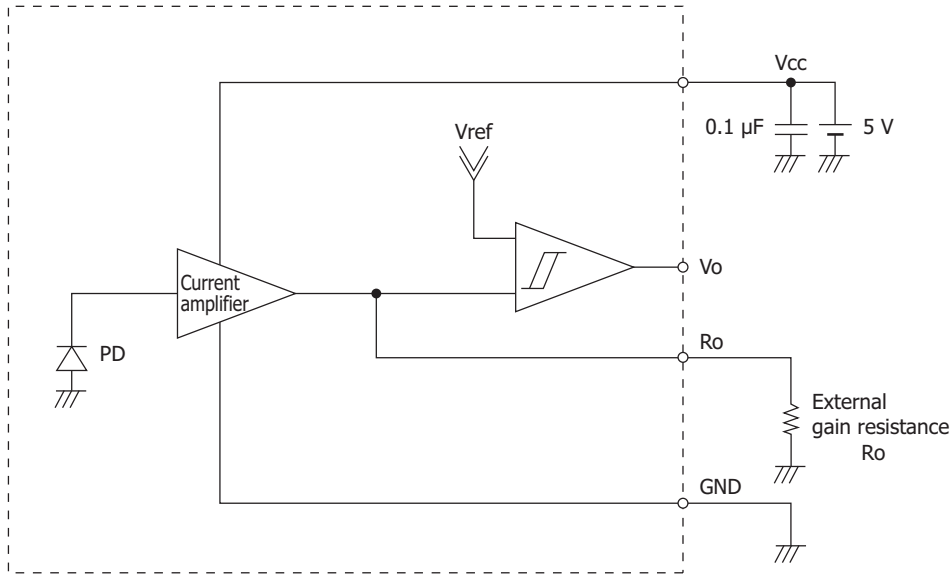 Vcc
0.1 µF
5 V
Vref
Current
amplifier
Vo
PD
Ro
External
gain resistance
Ro
GND